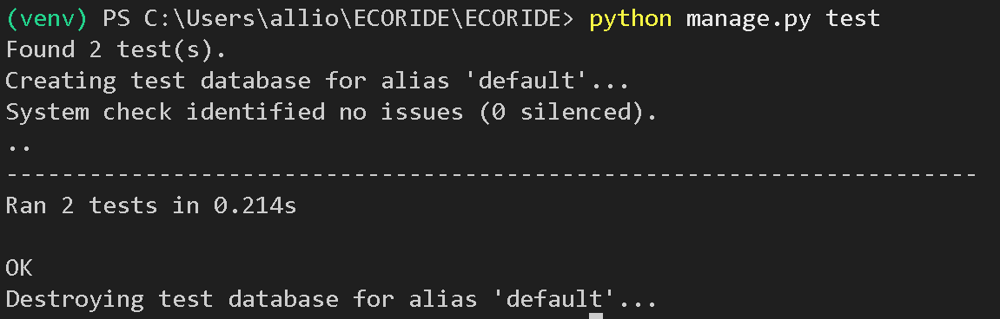 (venv) PS C:\Users\allio\ECORIDE\ECORIDE> python manage.py test
Found 2 test(s).
Creating test database for alias 'default'...
System check identified no issues (0 silenced).
..
----------------------------------------------------------------------
Ran 2 tests in 0.214s

OK
Destroying test database for alias 'default'...